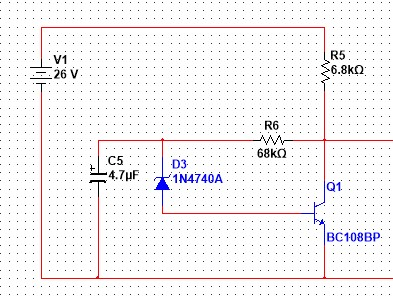 V1
26 V
R5
6.8kΩ
R6
68kΩ
C5
4.7µF
+
D3
1N4740A
Q1
BC108BP